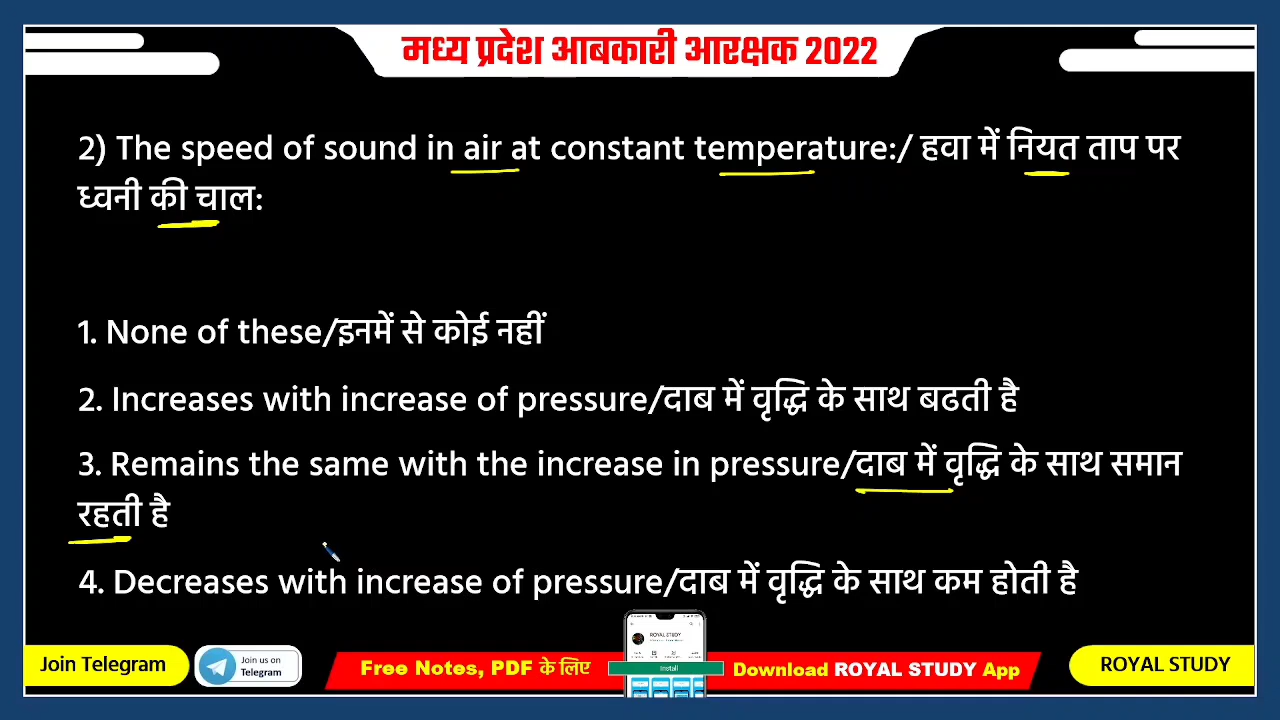 मध्य प्रदेश आबकारी आरक्षक 2022
2) The speed of sound in air at constant temperature:/ हवा में नियत ताप पर
ध्वनी की चाल:
1. None of these/इनमें से कोई नहीं
2. Increases with increase of pressure/दाब में वृद्धि के साथ बढती है
3. Remains the same with the increase in pressure/दाब में वृद्धि के साथ समान
रहती है
4. Decreases with increase of pressure/दाब में वृद्धि के साथ कम होती है
Join Telegram
Join us on
Telegram
Free Notes, PDF के लिए
ROYAL STUDY
Install
Download ROYAL STUDY App
ROYAL STUDY